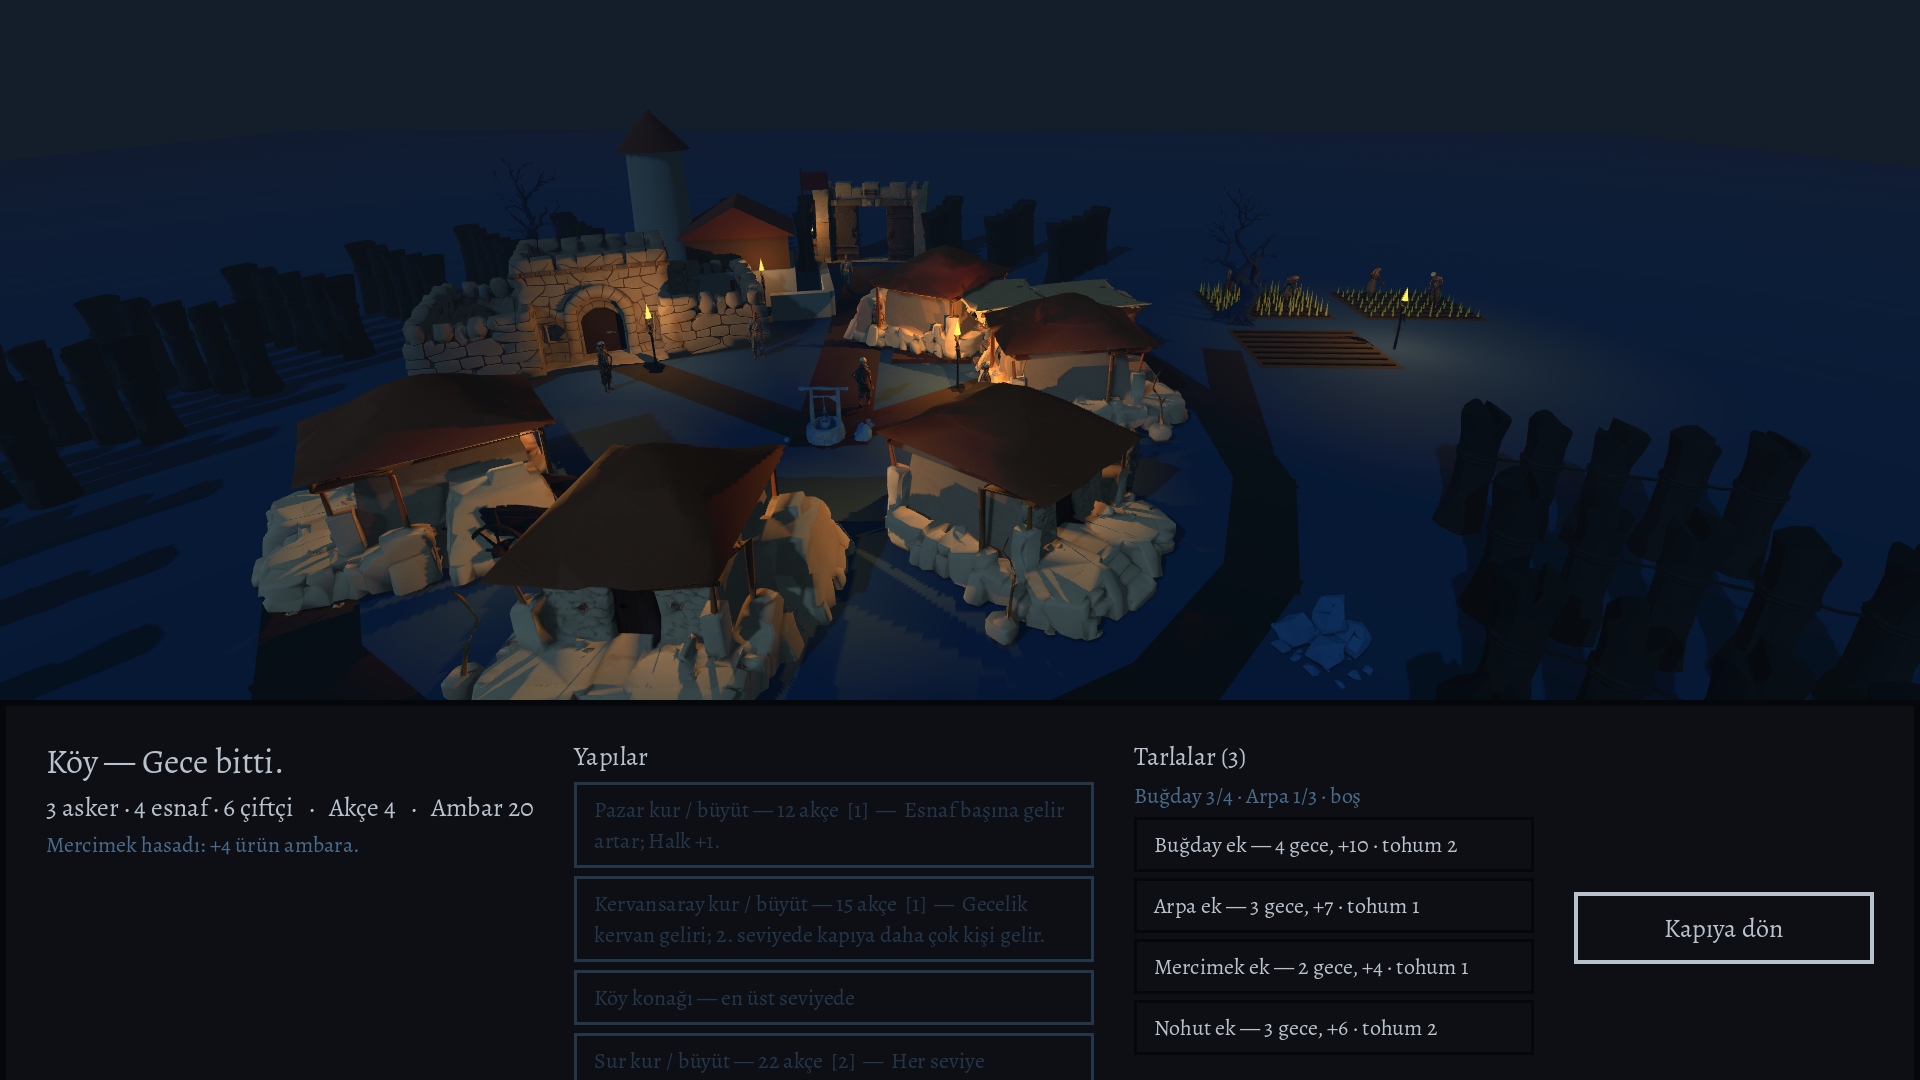 Köy — Gece bitti.
3 asker · 4 esnaf · 6 çiftçi · Akçe 4 · Ambar 20
Mercimek hasadı: +4 ürün ambara.
Yapılar
Pazar kur / büyüt — 12 akçe [1] — Esnaf başına gelir
artar; Halk +1.
Kervansaray kur / büyüt — 15 akçe [1] — Gecelik
kervan geliri; 2. seviyede kapıya daha çok kişi gelir.
Köy konağı — en üst seviyede
Sur kur / büyüt — 22 akçe [2] — Her seviye
Tarlalar (3)
Buğday 3/4 · Arpa 1/3 · boş
Buğday ek — 4 gece, +10 · tohum 2
Arpa ek — 3 gece, +7 · tohum 1
Mercimek ek — 2 gece, +4 · tohum 1
Nohut ek — 3 gece, +6 · tohum 2
Kapıya dön